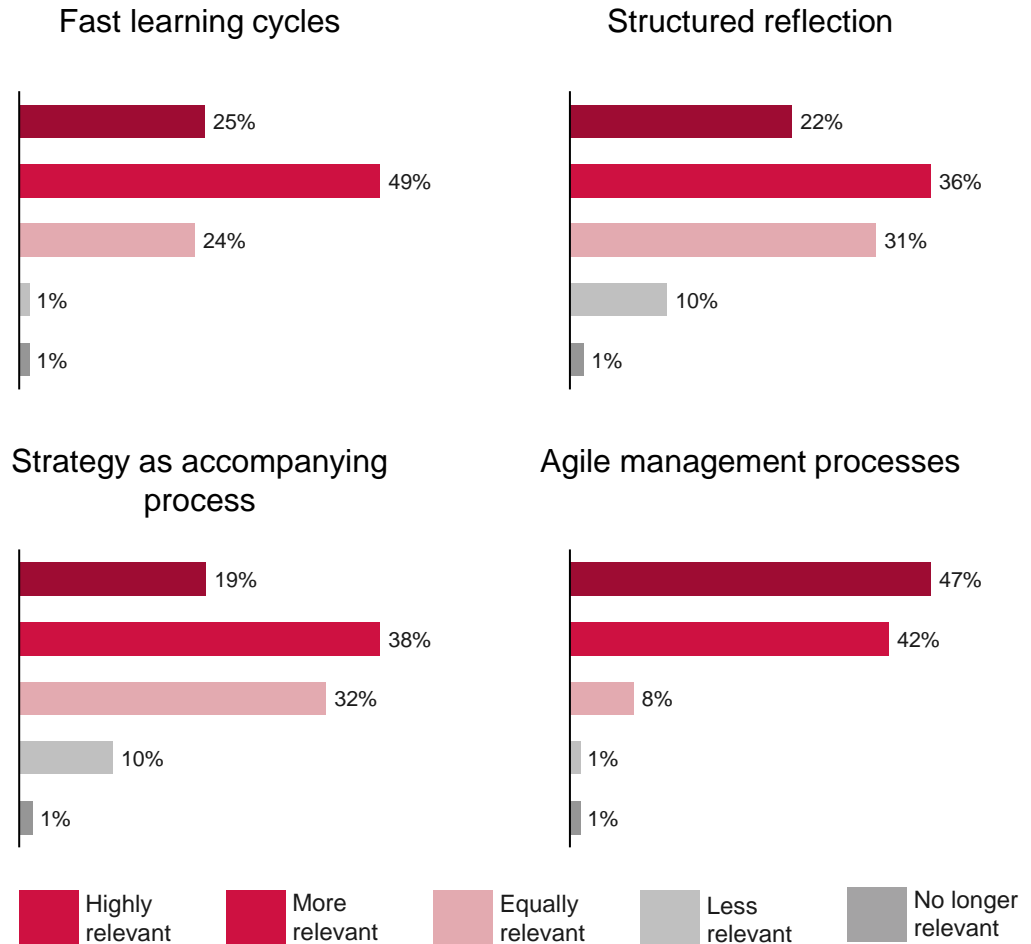 Fast learning cycles
25%
49%
24%
1%
1%
Structured reflection
22%
36%
31%
10%
1%
Strategy as accompanying
process
19%
38%
32%
10%
1%
Agile management processes
47%
42%
8%
1%
1%
Highly
relevant
More
relevant
Equally
relevant
Less
relevant
No longer
relevant